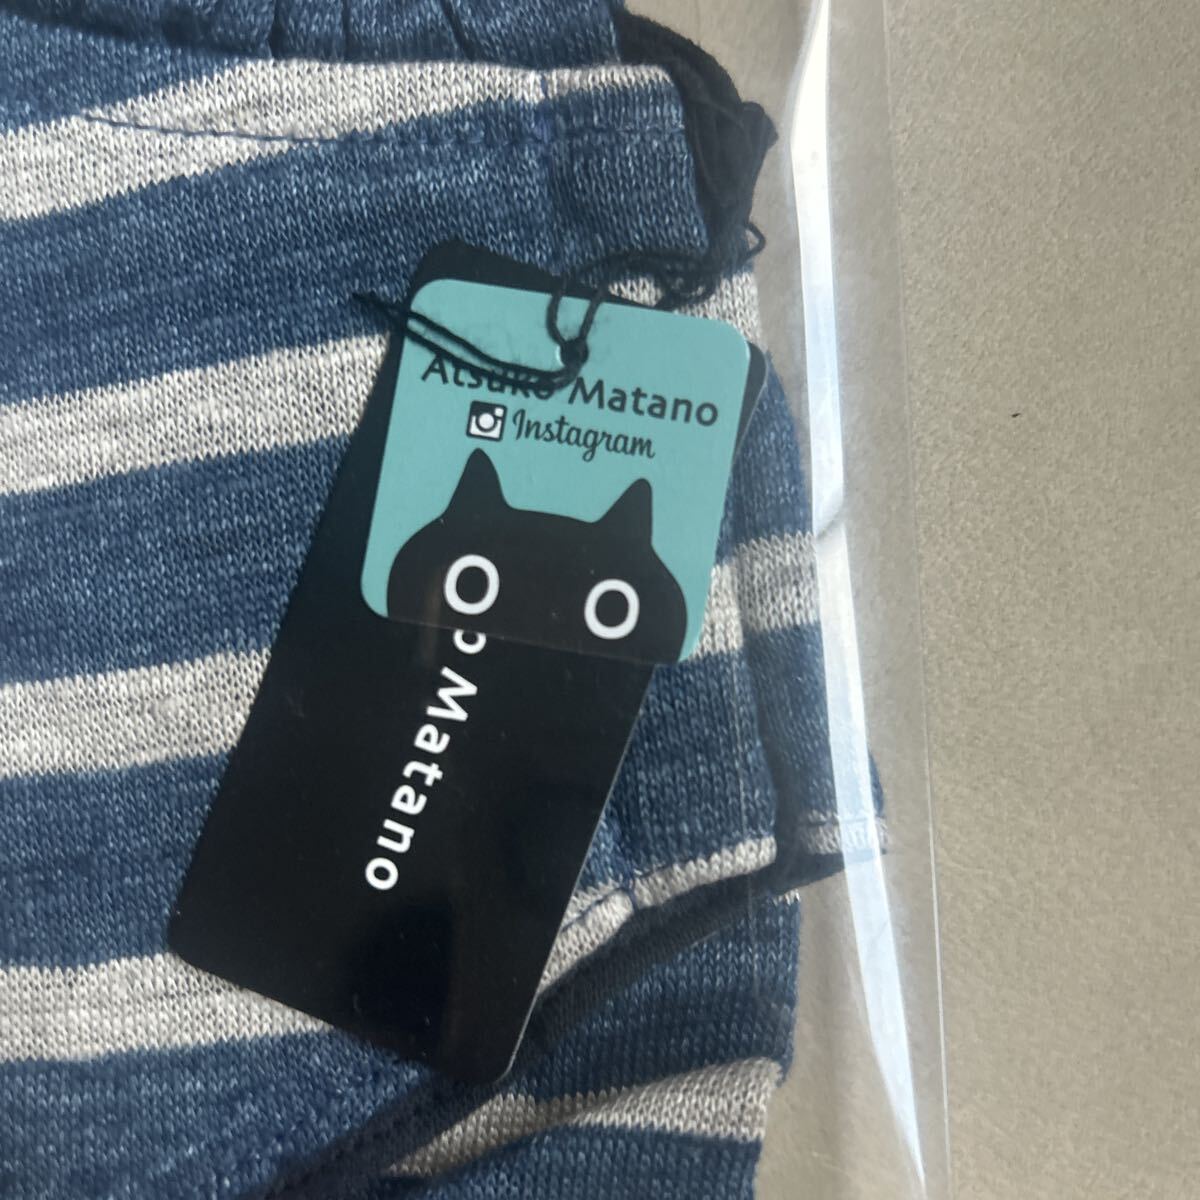 Atsuko Matano
Instagram
o Matano